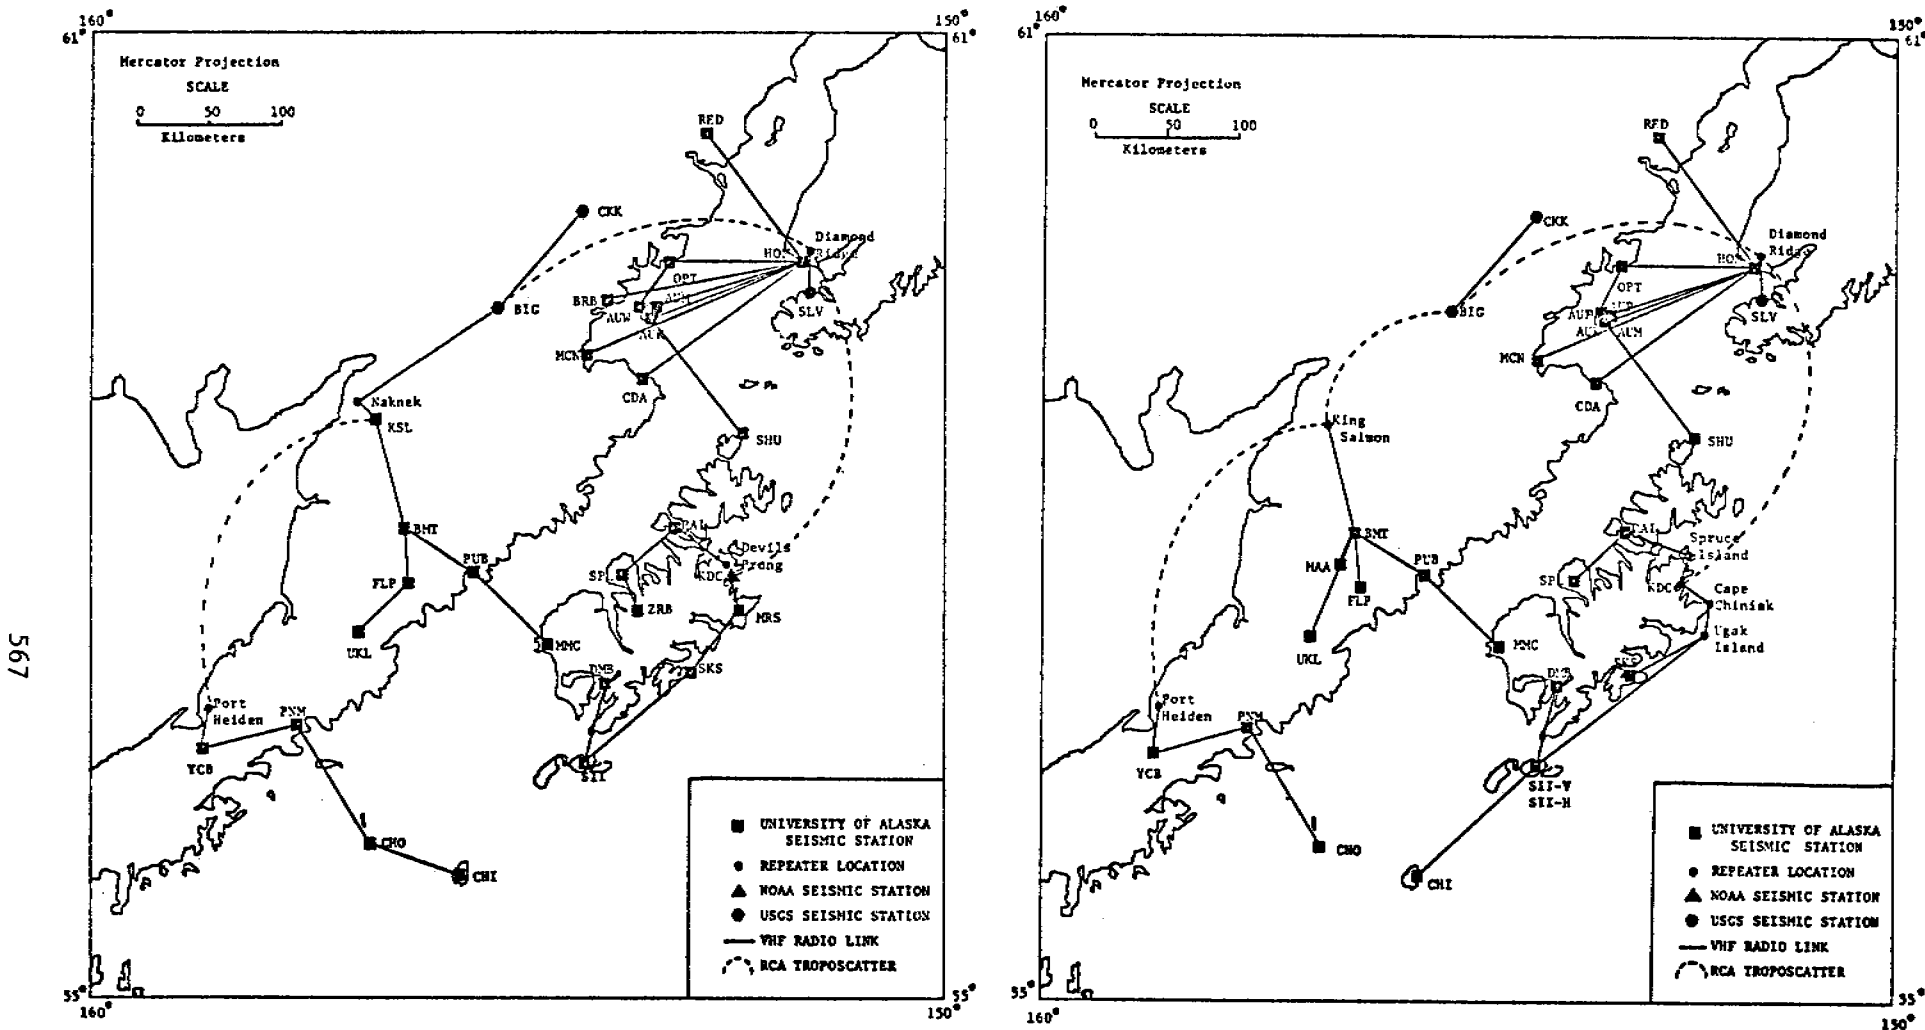 160°
150°
61°
61°
Mercator Projection
SCALE
0 50 100
Kilometers
RED
CKK
Diamond
Ridge
HOM
OPT
BIG
BRB
AUM
AUW
SLV
MCN
CDA
Naknek
KSL
SHU
BMT
RAI
Devils
Prong
PUB
KDC
FLP
ZRB
MRS
UKL
MMC
DMB
SKS
Port
Heiden
PNM
YCB
SII
CHO
CHI
UNIVERSITY OF ALASKA
SEISMIC STATION
REPEATER LOCATION
NOAA SEISMIC STATION
USGS SEISMIC STATION
VHF RADIO LINK
RCA TROPOSCATTER
55°
55°
160°
150°
567
160°
150°
61°
61°
Mercator Projection
SCALE
0 50 100
Kilometers
RED
CKK
Diamond
Ridge
HOM
OPT
BIG
AUM
SLV
MCN
CDA
King
Salmon
SHU
BMT
RAI
Spruce
Island
MAA
PUB
KDC
Cape
Chiniak
FLP
Ugak
Island
UKL
MMC
DMB
SKS
Port
Heiden
PNM
YCB
SII-V
SII-H
CHO
CHI
UNIVERSITY OF ALASKA
SEISMIC STATION
REPEATER LOCATION
NOAA SEISMIC STATION
USGS SEISMIC STATION
VHF RADIO LINK
RCA TROPOSCATTER
55°
55°
160°
150°